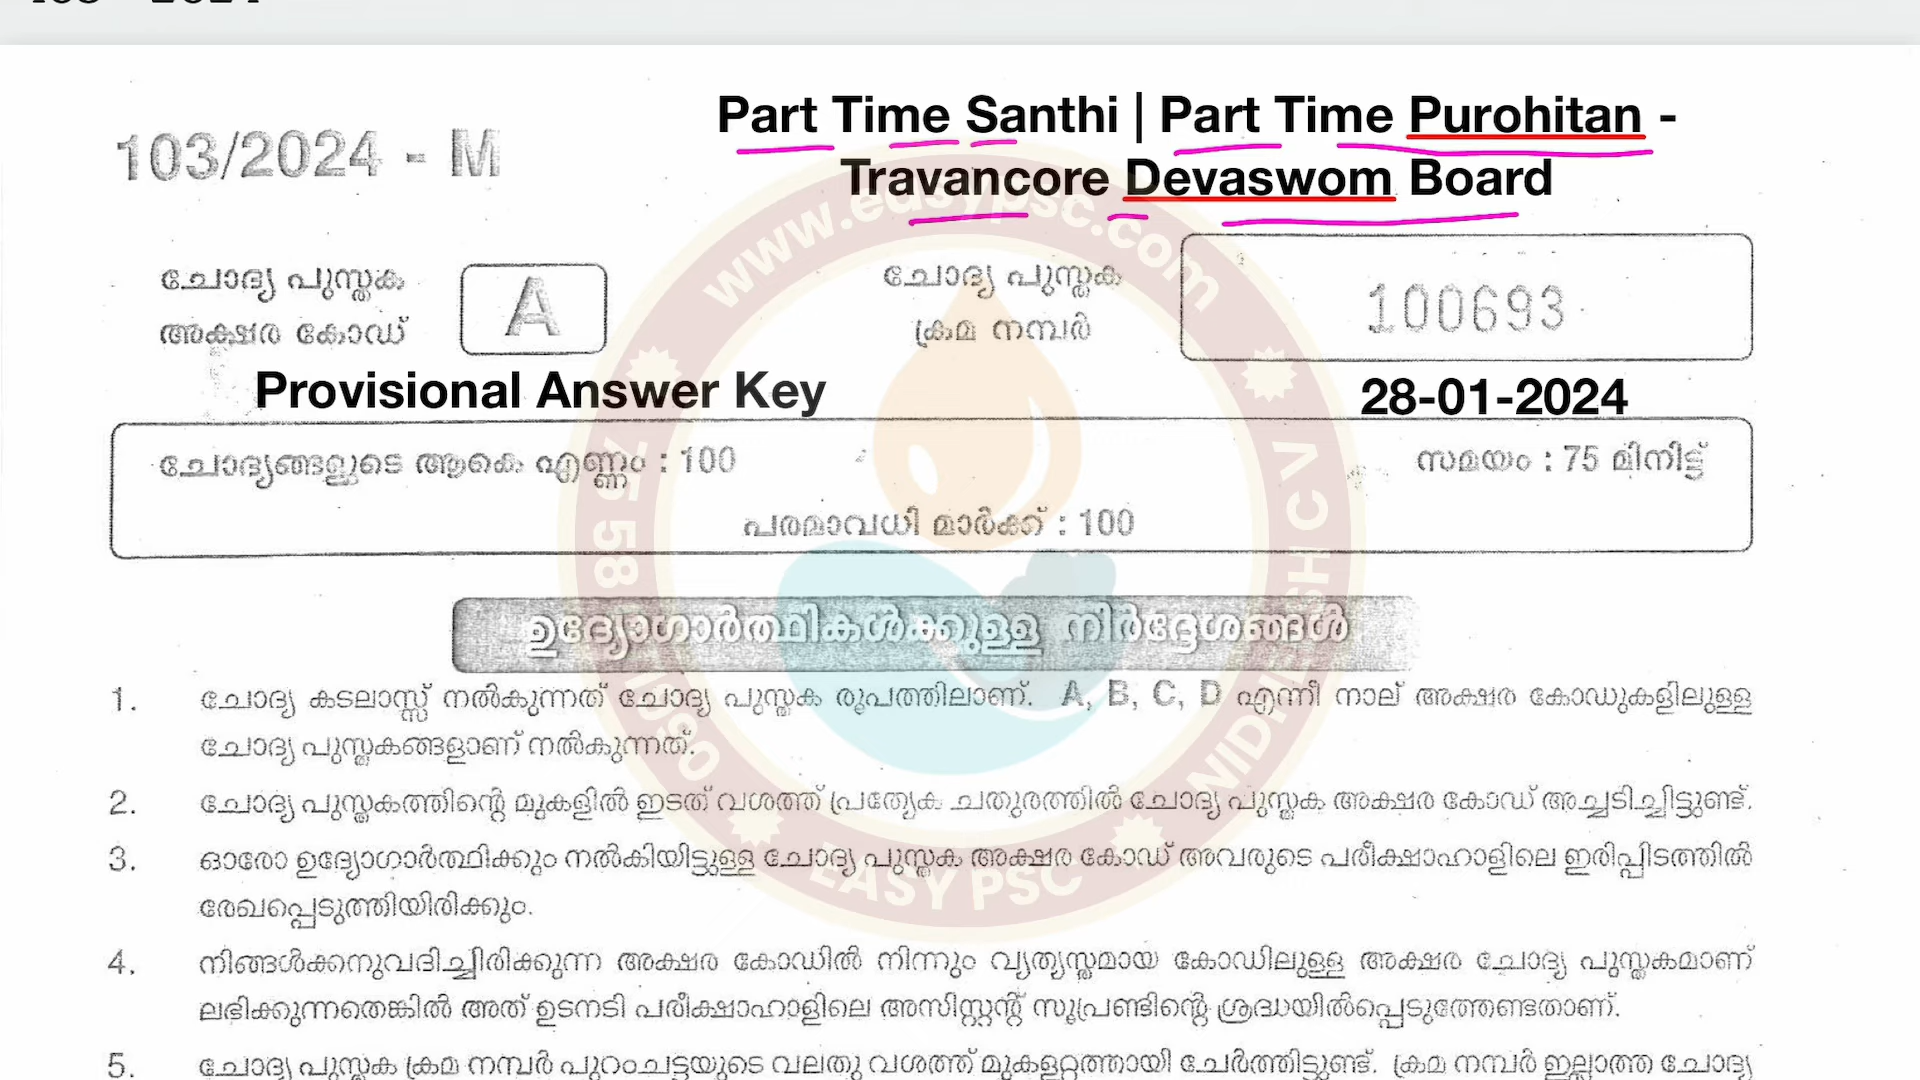 103/2024 - M
Part Time Santhi | Part Time Purohitan -
Travancore Devaswom Board
ചോദ്യ പുസ്തക
അക്ഷര കോഡ്
A
ചോദ്യ പുസ്തക
ക്രമ നമ്പർ
100693
Provisional Answer Key
28-01-2024
ചോദ്യങ്ങളുടെ ആകെ എണ്ണം : 100
സമയം : 75 മിനിട്ട്
പരമാവധി മാർക്ക് : 100
ഉദ്യോഗാർത്ഥികൾക്കുള്ള നിർദ്ദേശങ്ങൾ
1. ചോദ്യ കടലാസ്സ് നൽകുന്നത് ചോദ്യ പുസ്തക രൂപത്തിലാണ്. A, B, C, D എന്നീ നാല് അക്ഷര കോഡുകളിലുള്ള
ചോദ്യ പുസ്തകങ്ങളാണ് നൽകുന്നത്.
2. ചോദ്യ പുസ്തകത്തിന്റെ മുകളിൽ ഇടത് വശത്ത് പ്രത്യേക ചതുരത്തിൽ ചോദ്യ പുസ്തക അക്ഷര കോഡ് അച്ചടിച്ചിട്ടുണ്ട്.
3. ഓരോ ഉദ്യോഗാർത്ഥിക്കും നൽകിയിട്ടുള്ള ചോദ്യ പുസ്തക അക്ഷര കോഡ് അവരുടെ പരീക്ഷാഹാളിലെ ഇരിപ്പിടത്തിൽ
രേഖപ്പെടുത്തിയിരിക്കും.
4. നിങ്ങൾക്കനുവദിച്ചിരിക്കുന്ന അക്ഷര കോഡിൽ നിന്നും വ്യത്യസ്തമായ കോഡിലുള്ള അക്ഷര ചോദ്യ പുസ്തകമാണ്
ലഭിക്കുന്നതെങ്കിൽ അത് ഉടനടി പരീക്ഷാഹാളിലെ അസിസ്റ്റന്റ് സൂപ്രണ്ടിന്റെ ശ്രദ്ധയിൽപ്പെടുത്തേണ്ടതാണ്.
5. ചോദ്യ പുസ്തക ക്രമ നമ്പർ പുറംചട്ടയുടെ വലതു വശത്ത് മുകളറ്റത്തായി ചേർത്തിട്ടുണ്ട്. ക്രമ നമ്പർ ഇല്ലാത്ത ചോദ്യ
www.easypsc.com
EASY PSC